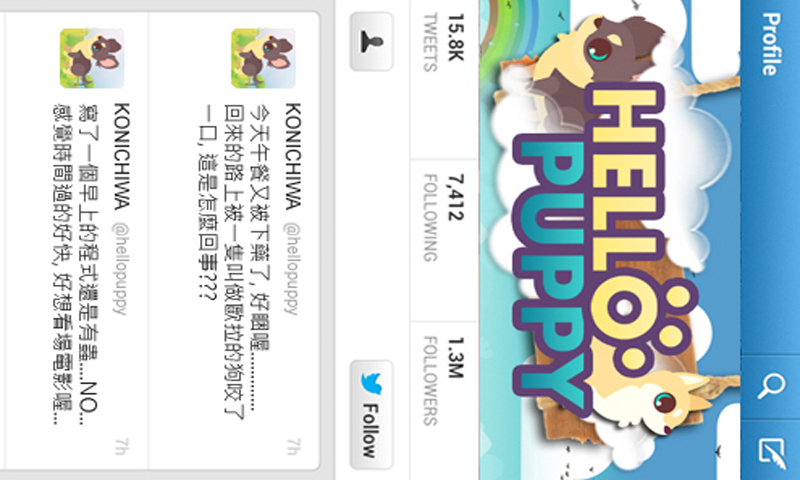 Profile
HELLO
PUPPY
15.8K
TWEETS
7,412
FOLLOWING
1.3M
FOLLOWERS
Follow
KONICHIWA @hellopuppy 7h
今天午餐又被下藥了, 好睏喔..............
回來的路上被一隻叫做歐拉的狗咬了
一口, 這是怎麼回事???
KONICHIWA @hellopuppy 7h
寫了一個早上的程式還是有蟲....NO...
感覺時間過的好快, 好想看場電影喔...